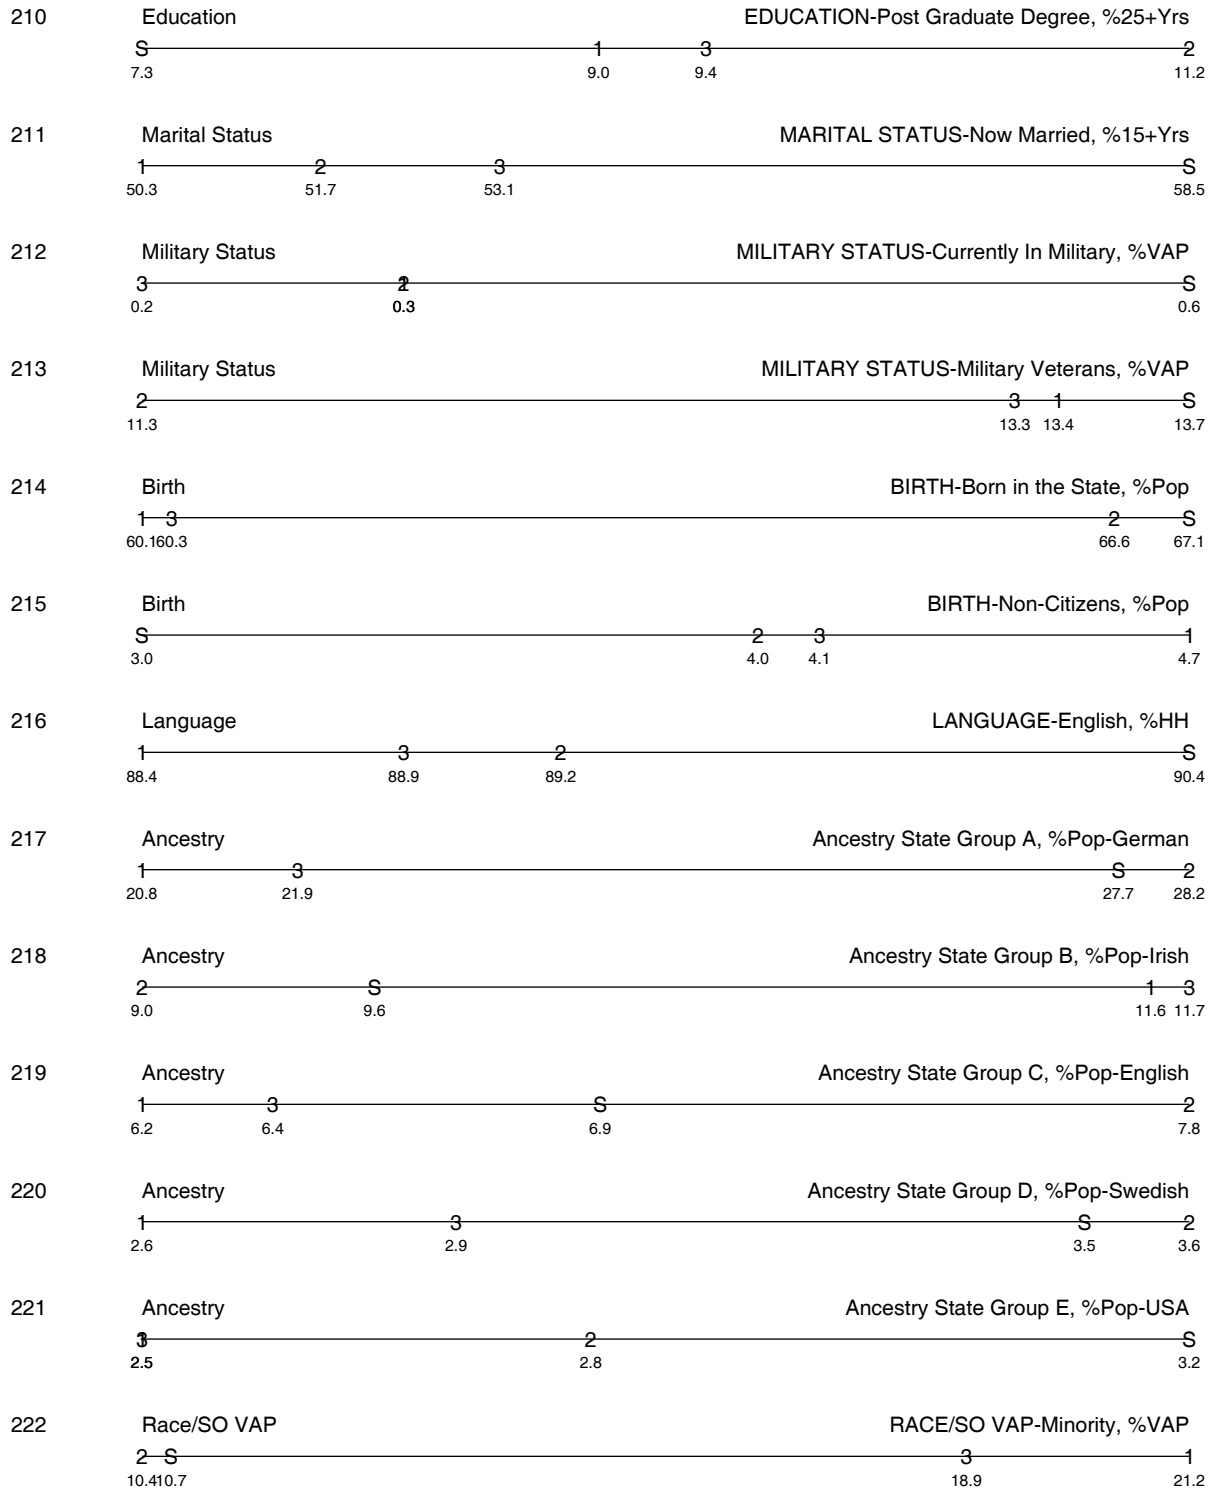 210 Education EDUCATION-Post Graduate Degree, %25+Yrs
S 1 3 2
7.3 9.0 9.4 11.2
211 Marital Status MARITAL STATUS-Now Married, %15+Yrs
1 2 3 S
50.3 51.7 53.1 58.5
212 Military Status MILITARY STATUS-Currently In Military, %VAP
3 1 2 S
0.2 0.3 0.6
213 Military Status MILITARY STATUS-Military Veterans, %VAP
2 3 1 S
11.3 13.3 13.4 13.7
214 Birth BIRTH-Born in the State, %Pop
1 3 2 S
60.1 60.3 66.6 67.1
215 Birth BIRTH-Non-Citizens, %Pop
S 2 3 1
3.0 4.0 4.1 4.7
216 Language LANGUAGE-English, %HH
1 3 2 S
88.4 88.9 89.2 90.4
217 Ancestry Ancestry State Group A, %Pop-German
1 3 S 2
20.8 21.9 27.7 28.2
218 Ancestry Ancestry State Group B, %Pop-Irish
2 S 1 3
9.0 9.6 11.6 11.7
219 Ancestry Ancestry State Group C, %Pop-English
1 3 S 2
6.2 6.4 6.9 7.8
220 Ancestry Ancestry State Group D, %Pop-Swedish
1 3 S 2
2.6 2.9 3.5 3.6
221 Ancestry Ancestry State Group E, %Pop-USA
1 3 2 S
2.5 2.8 3.2
222 Race/SO VAP RACE/SO VAP-Minority, %VAP
2 S 3 1
10.4 10.7 18.9 21.2